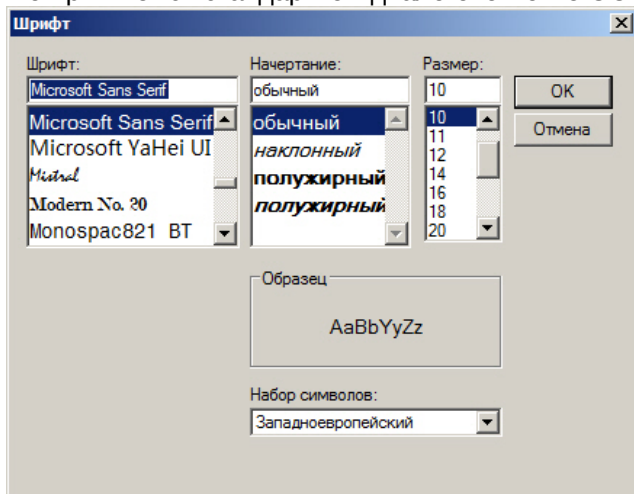 Шрифт
Шрифт:
Microsoft Sans Serif
Microsoft Sans Serif
Microsoft YaHei UI
Mistral
Modern No. 20
Monospac821 BT
Начертание:
обычный
обычный
наклонный
полужирный
полужирный
Размер:
10
10
11
12
14
16
18
20
OK
Отмена
Образец
AaBbYyZz
Набор символов:
Западноевропейский